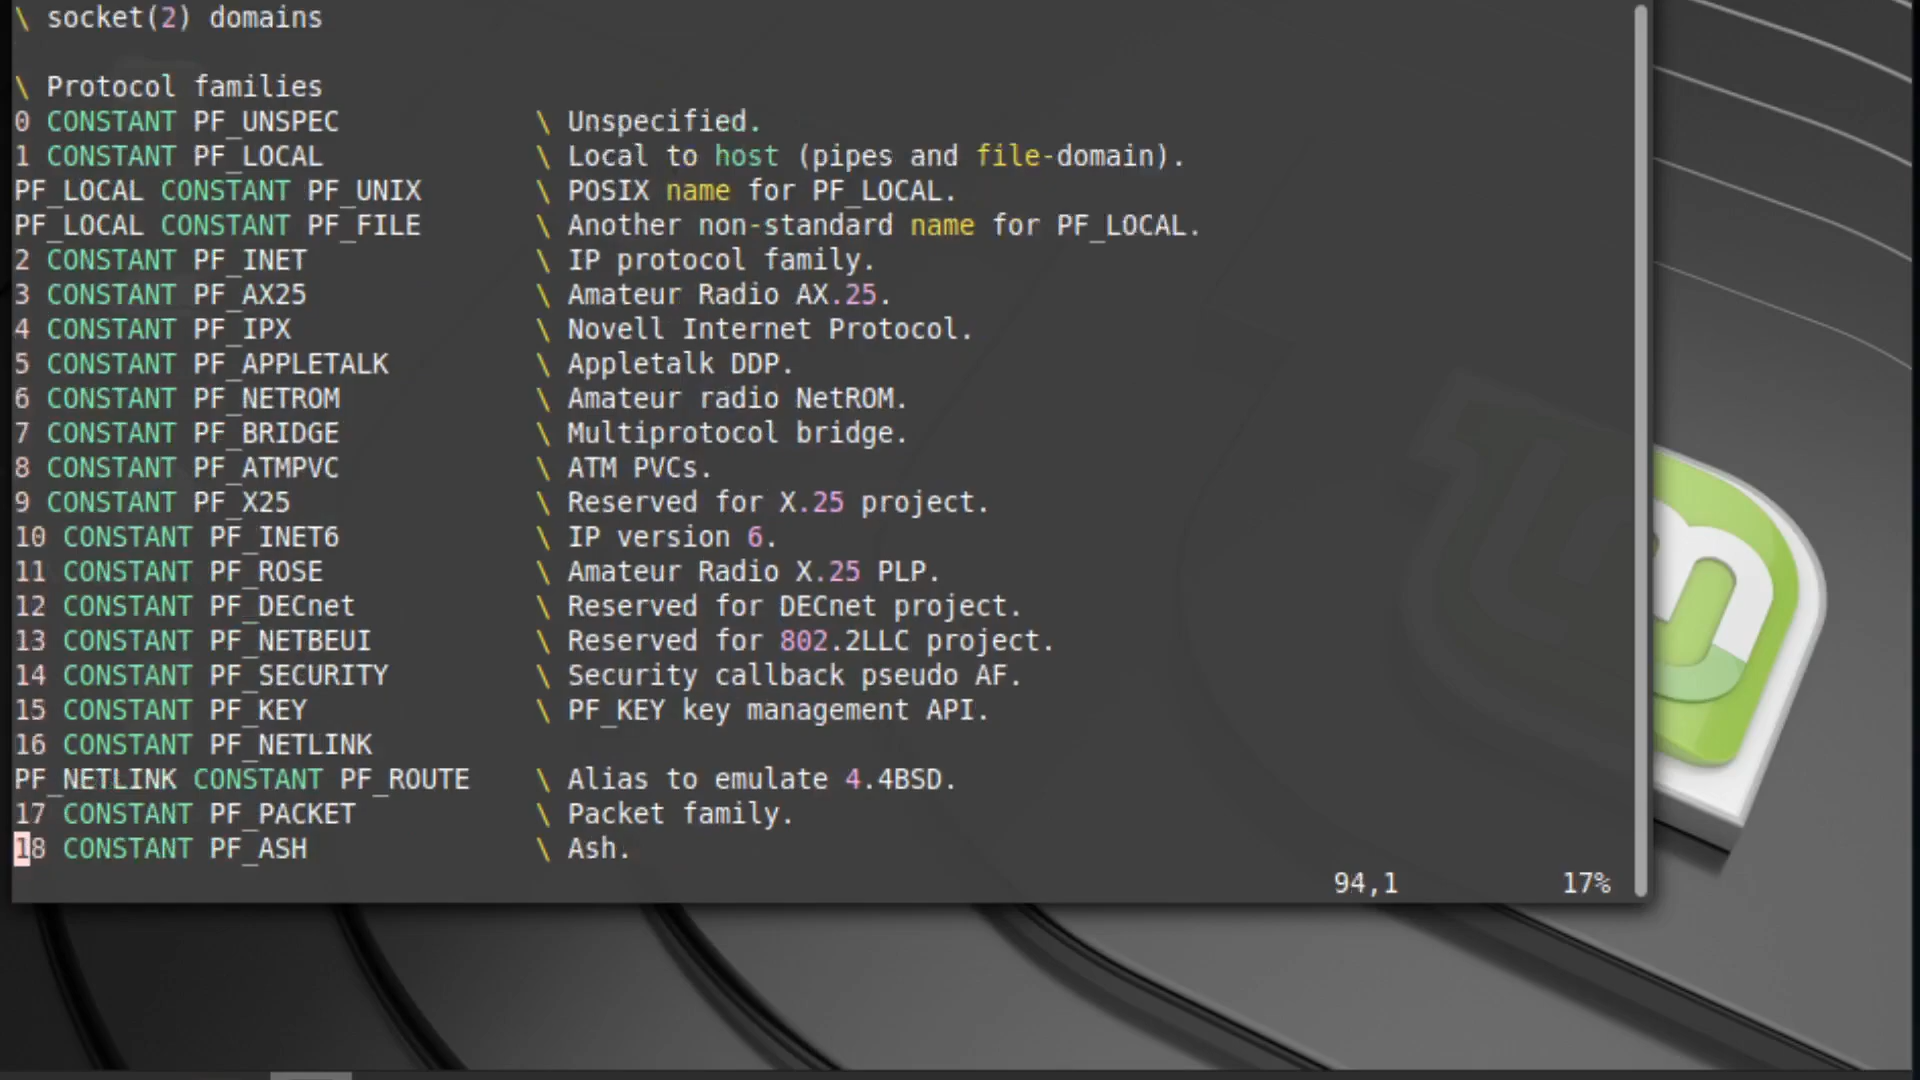 \ socket(2) domains
\ Protocol families
0 CONSTANT PF_UNSPEC \ Unspecified.
1 CONSTANT PF_LOCAL \ Local to host (pipes and file-domain).
PF_LOCAL CONSTANT PF_UNIX \ POSIX name for PF_LOCAL.
PF_LOCAL CONSTANT PF_FILE \ Another non-standard name for PF_LOCAL.
2 CONSTANT PF_INET \ IP protocol family.
3 CONSTANT PF_AX25 \ Amateur Radio AX.25.
4 CONSTANT PF_IPX \ Novell Internet Protocol.
5 CONSTANT PF_APPLETALK \ Appletalk DDP.
6 CONSTANT PF_NETROM \ Amateur radio NetROM.
7 CONSTANT PF_BRIDGE \ Multiprotocol bridge.
8 CONSTANT PF_ATMPVC \ ATM PVCs.
9 CONSTANT PF_X25 \ Reserved for X.25 project.
10 CONSTANT PF_INET6 \ IP version 6.
11 CONSTANT PF_ROSE \ Amateur Radio X.25 PLP.
12 CONSTANT PF_DECnet \ Reserved for DECnet project.
13 CONSTANT PF_NETBEUI \ Reserved for 802.2LLC project.
14 CONSTANT PF_SECURITY \ Security callback pseudo AF.
15 CONSTANT PF_KEY \ PF_KEY key management API.
16 CONSTANT PF_NETLINK
PF_NETLINK CONSTANT PF_ROUTE \ Alias to emulate 4.4BSD.
17 CONSTANT PF_PACKET \ Packet family.
18 CONSTANT PF_ASH \ Ash.
94,1 17%